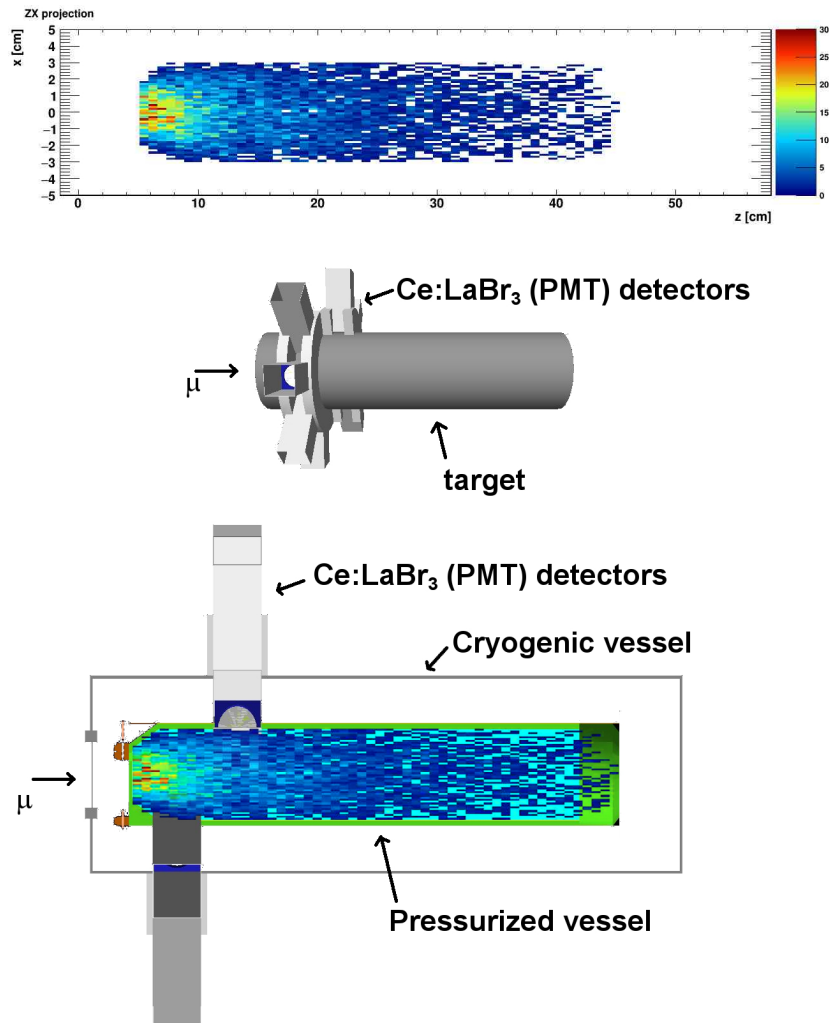 ZX projection
x [cm]
5
4
3
2
1
0
−1
−2
−3
−4
−5
0
10
20
30
40
50
z [cm]
30
25
20
15
10
5
0
Ce:LaBr₃ (PMT) detectors
μ
target
Ce:LaBr₃ (PMT) detectors
Cryogenic vessel
μ
Pressurized vessel